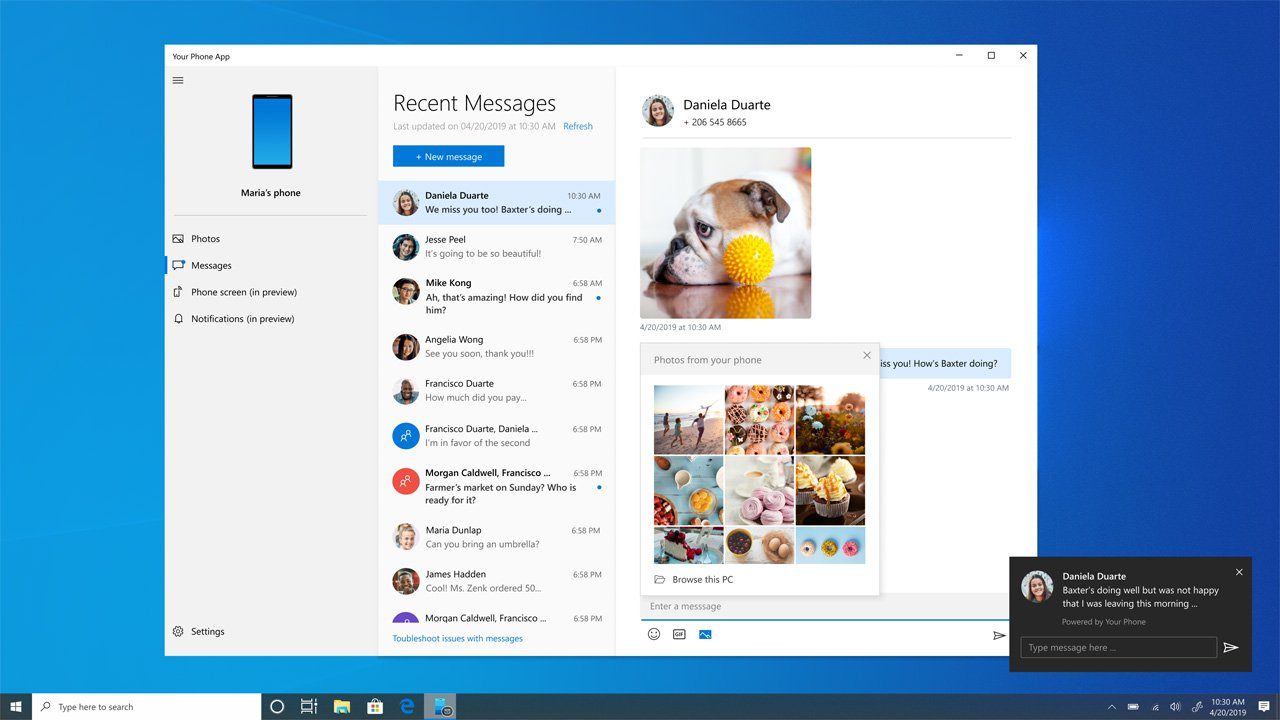 Your Phone App
Maria's phone
Photos
Messages
Phone screen (in preview)
Notifications (in preview)
Settings
Recent Messages
Last updated on 04/20/2019 at 10:30 AM Refresh
+ New message
Daniela Duarte 10:30 AM
We miss you too! Baxter's doing ...
Jesse Peel 7:50 AM
It's going to be so beautiful!
Mike Kong 6:58 AM
Ah, that's amazing! How did you find
him?
Angelia Wong 6:58 PM
See you soon, thank you!!!
Francisco Duarte 6:58 PM
How much did you pay...
Francisco Duarte, Daniela ... 6:58 PM
I'm in favor of the second
Morgan Caldwell, Francisco ... 6:58 PM
Farmer's market on Sunday? Who is
ready for it?
Maria Dunlap 6:58 PM
Can you bring an umbrella?
James Hadden 6:58 PM
Cool! Ms. Zenk ordered 50...
Morgan Caldwell, Francisco ... 6:58 PM
Toubleshoot issues with messages
Daniela Duarte
+ 206 545 8665
4/20/2019 at 10:30 AM
iss you! How's Baxter doing?
4/20/2019 at 10:30 AM
Photos from your phone
Browse this PC
Enter a messsage
GIF
Daniela Duarte
Baxter's doing well but was not happy
that I was leaving this morning ...
Powered by Your Phone
Type message here ...
Type here to search
10:30 AM
4/20/2019